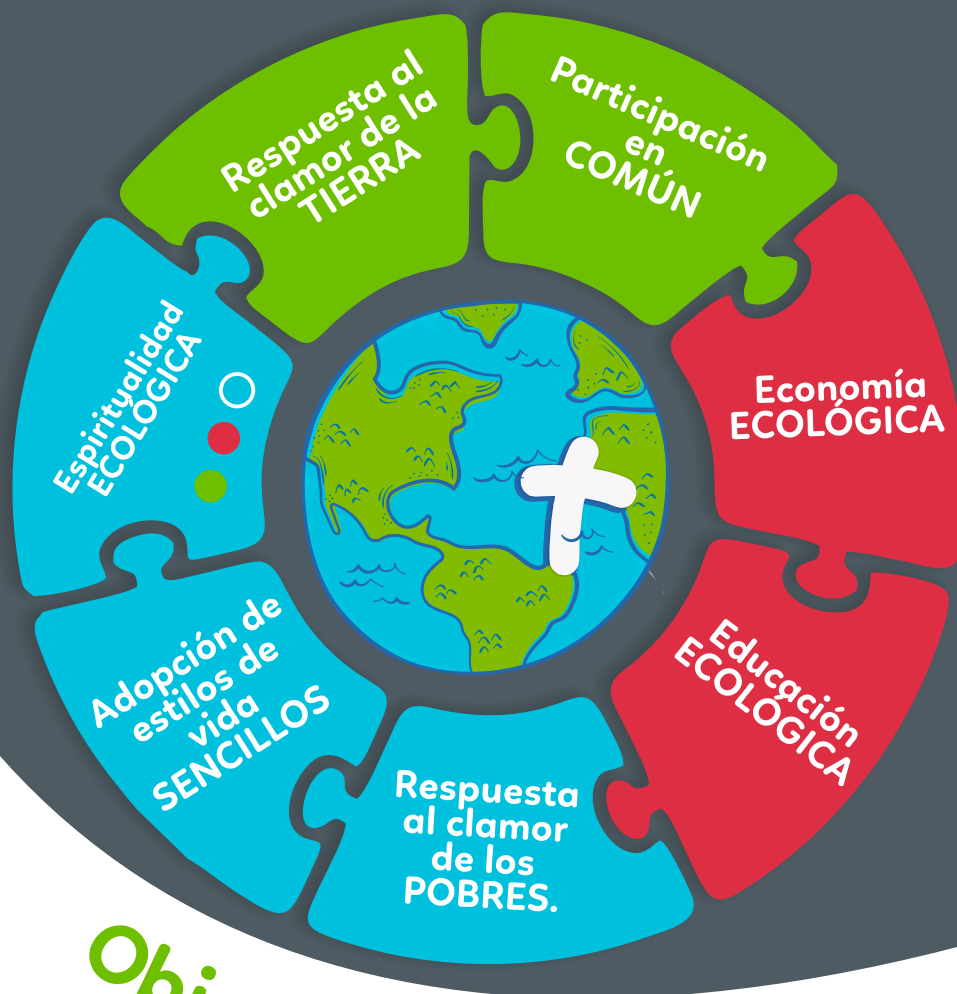 Respuesta al
clamor de la
TIERRA
Participación
en
COMÚN
Economía
ECOLÓGICA
Educación
ECOLÓGICA
Respuesta
al clamor
de los
POBRES.
Adopción de
estilos de
vida
SENCILLOS
Espiritualidad
ECOLÓGICA